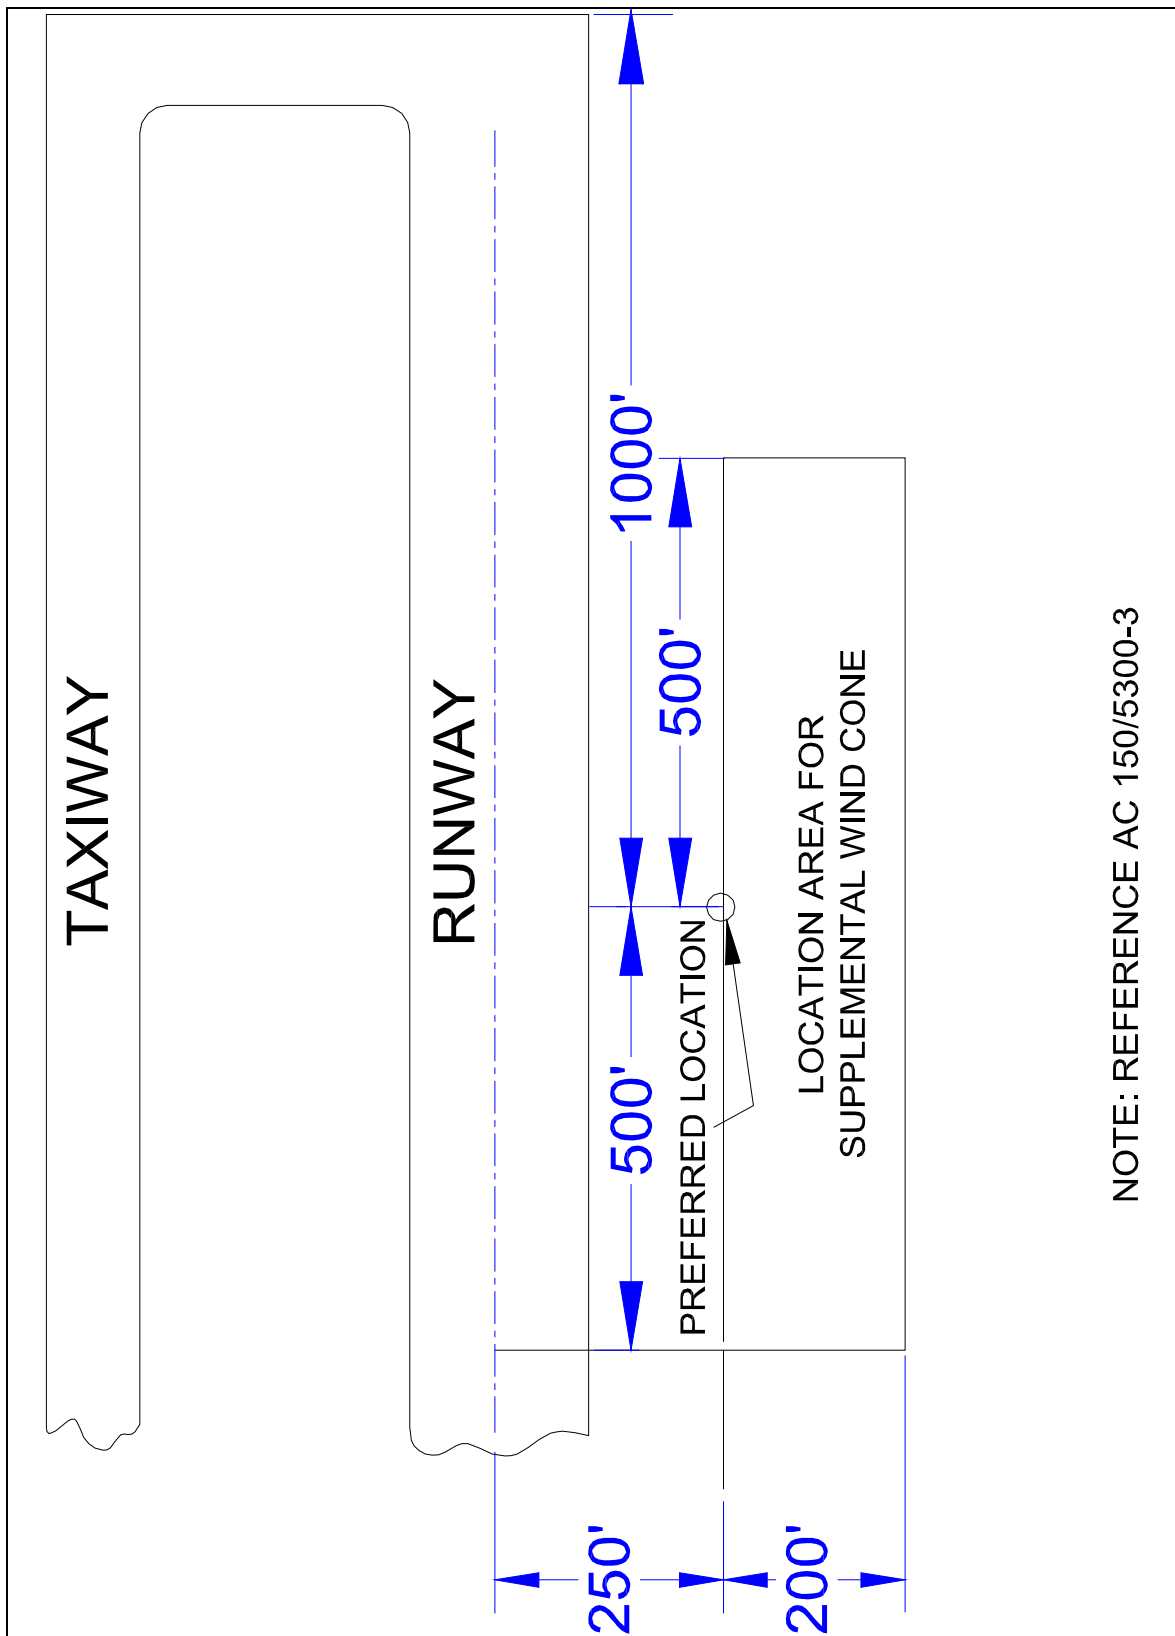 TAXIWAY
RUNWAY
1000'
500'
500'
PREFERRED LOCATION
LOCATION AREA FOR
SUPPLEMENTAL WIND CONE
250'
200'
NOTE: REFERENCE AC 150/5300-3